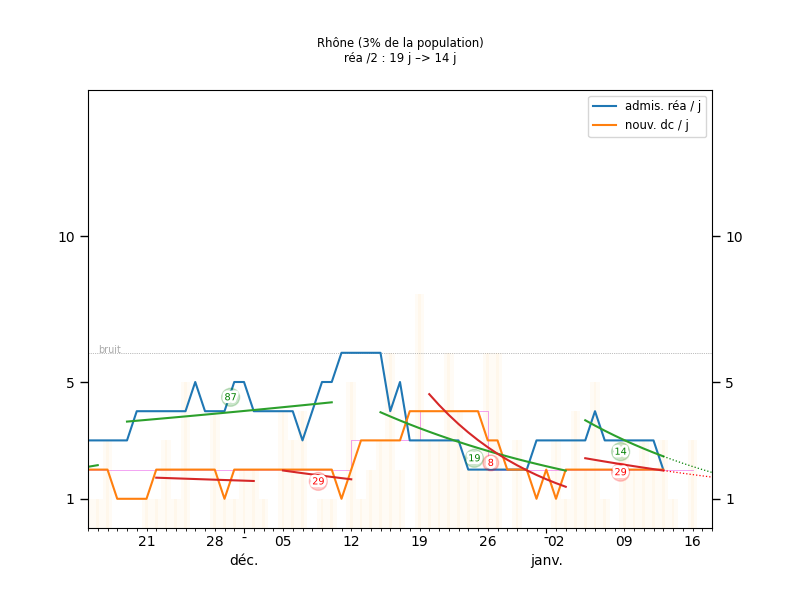 Rhône (3% de la population)
réa /2 : 19 j –> 14 j
admis. réa / j
nouv. dc / j
10 10
bruit
5 5
87
19 8 14
29 29
1 1
21 28 - 05 12 19 26 -02 09 16
déc. janv.